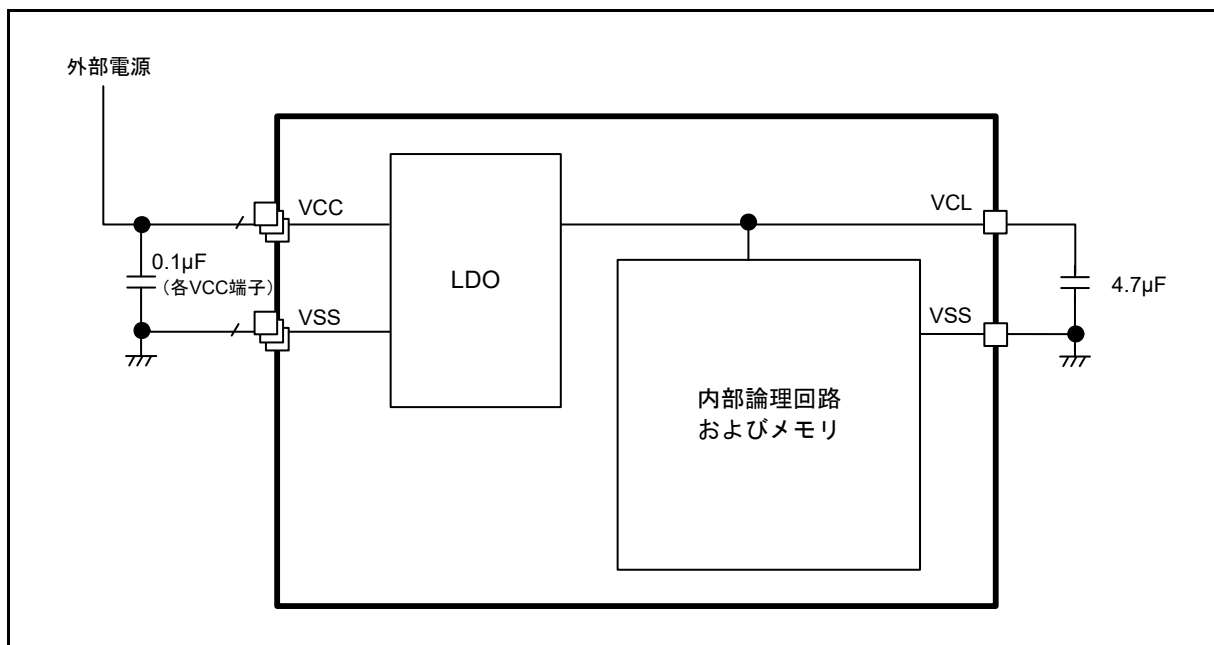 外部電源
VCC
VCL
0.1µF
（各VCC端子）
LDO
4.7µF
VSS
VSS
内部論理回路
およびメモリ